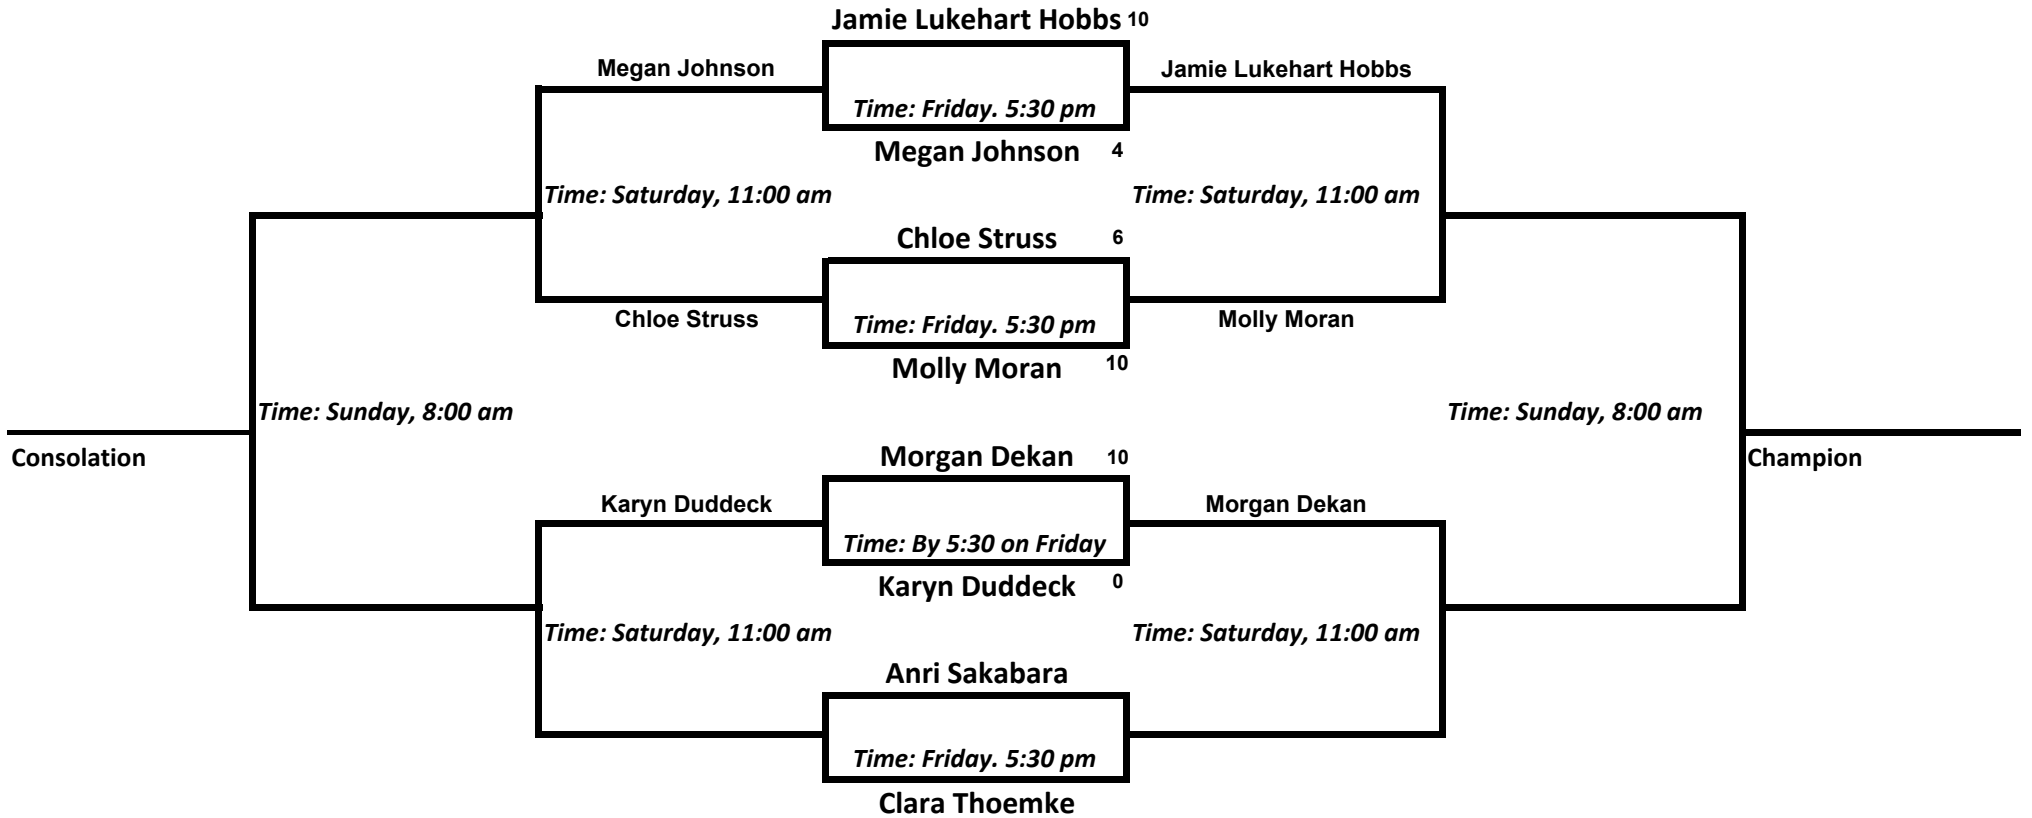 Jamie Lukehart Hobbs 10
Megan Johnson
Jamie Lukehart Hobbs
Time: Friday. 5:30 pm
Megan Johnson 4
Time: Saturday, 11:00 am
Time: Saturday, 11:00 am
Chloe Struss 6
Chloe Struss
Time: Friday. 5:30 pm
Molly Moran
Molly Moran 10
Time: Sunday, 8:00 am
Time: Sunday, 8:00 am
Consolation
Morgan Dekan 10
Champion
Karyn Duddeck
Morgan Dekan
Time: By 5:30 on Friday
Karyn Duddeck 0
Time: Saturday, 11:00 am
Time: Saturday, 11:00 am
Anri Sakabara
Time: Friday. 5:30 pm
Clara Thoemke